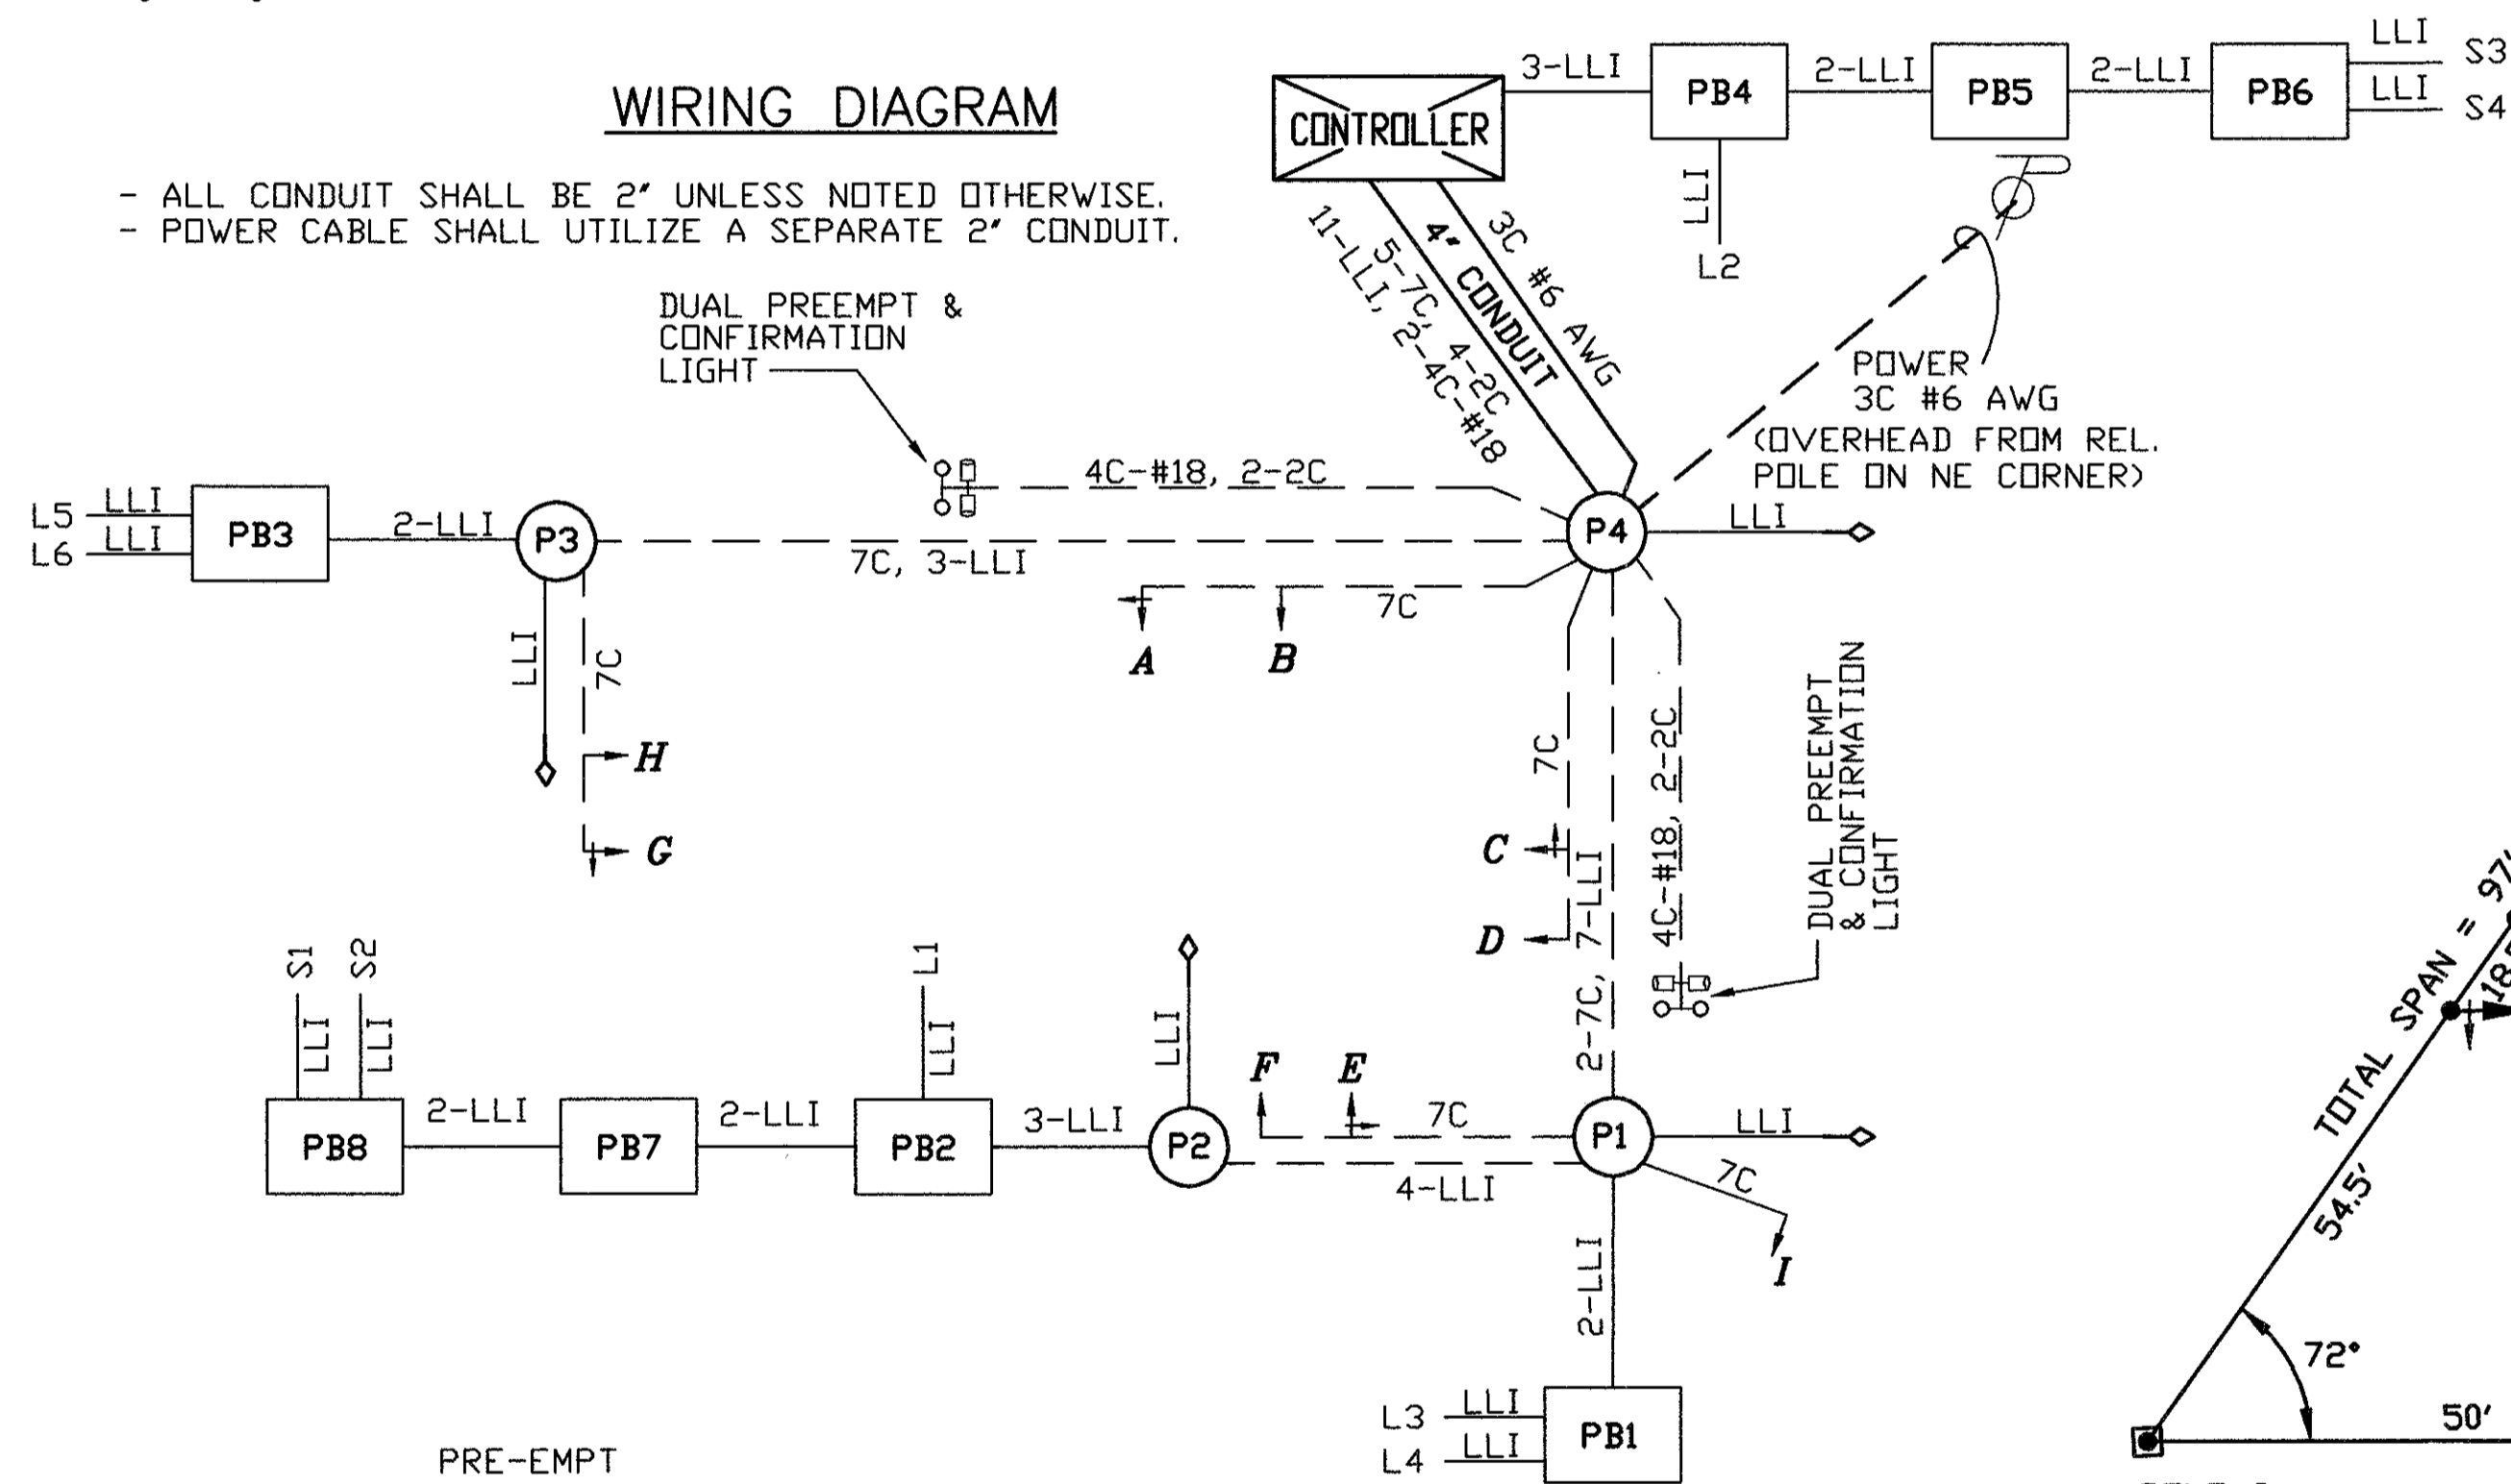 WIRING DIAGRAM
- ALL CONDUIT SHALL BE 2" UNLESS NOTED OTHERWISE.
- POWER CABLE SHALL UTILIZE A SEPARATE 2" CONDUIT.
CONTROLLER
3-LLI
PB4
2-LLI
PB5
2-LLI
PB6
LLI
S3
LLI
S4
LLI
L2
3C #6 AWG
4" CONDUIT
5-7C, 4-2C
11-LLI, 2-4C-#18
POWER
3C #6 AWG
(OVERHEAD FROM REL.
POLE ON NE CORNER)
DUAL PREEMPT &
CONFIRMATION
LIGHT
4C-#18, 2-2C
L5
LLI
L6
LLI
PB3
2-LLI
P3
7C, 3-LLI
P4
LLI
7C
A
B
LLI
7C
H
G
7C
C
D
2-7C, 7-LLI
4C-#18, 2-2C
DUAL PREEMPT
& CONFIRMATION
LIGHT
S1
S2
LLI
LLI
L1
LLI
LLI
PB8
2-LLI
PB7
2-LLI
PB2
3-LLI
P2
F
E
7C
4-LLI
P1
LLI
7C
I
2-LLI
L3
LLI
L4
LLI
PB1
PRE-EMPT
TOTAL SPAN = 97'
54.5'
72°
50'